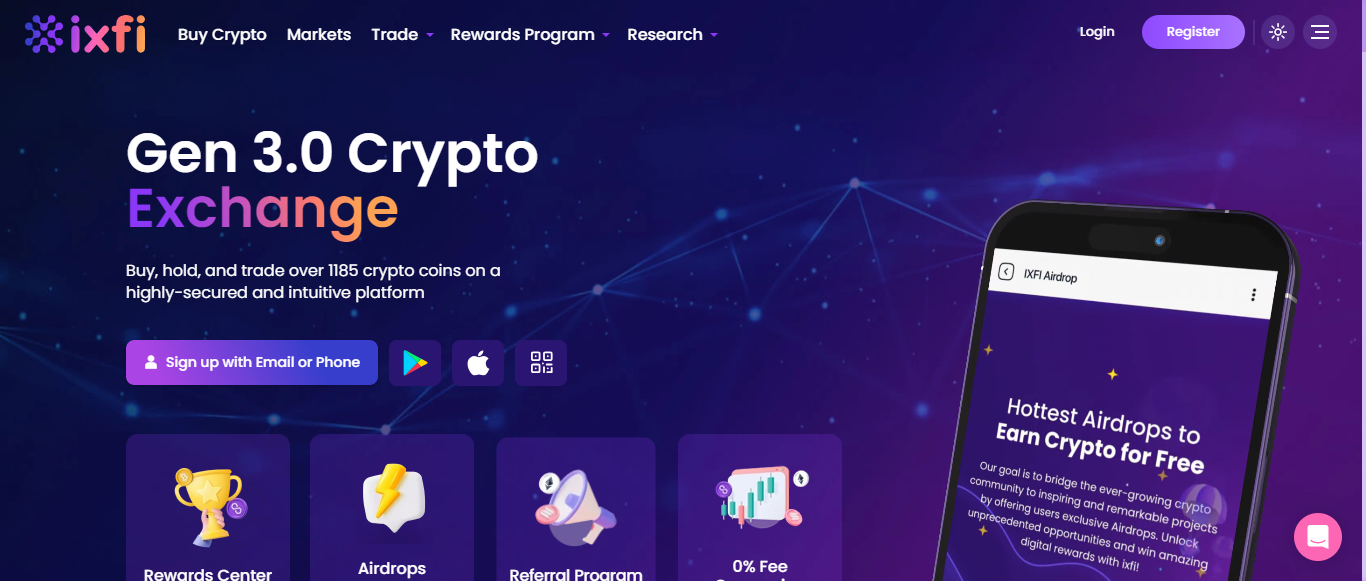 ixfi
Buy Crypto
Markets
Trade
Rewards Program
Research
Login
Register
Gen 3.0 Crypto
Exchange
Buy, hold, and trade over 1185 crypto coins on a
highly-secured and intuitive platform
Sign up with Email or Phone
Rewards Center
Airdrops
Referral Program
0% Fee
IXFI Airdrop
Hottest Airdrops to
Earn Crypto for Free
Our goal is to bridge the ever-growing crypto
community to inspiring and remarkable projects
by offering users exclusive Airdrops. Unlock
unprecedented opportunities and win amazing
digital rewards with ixfi!